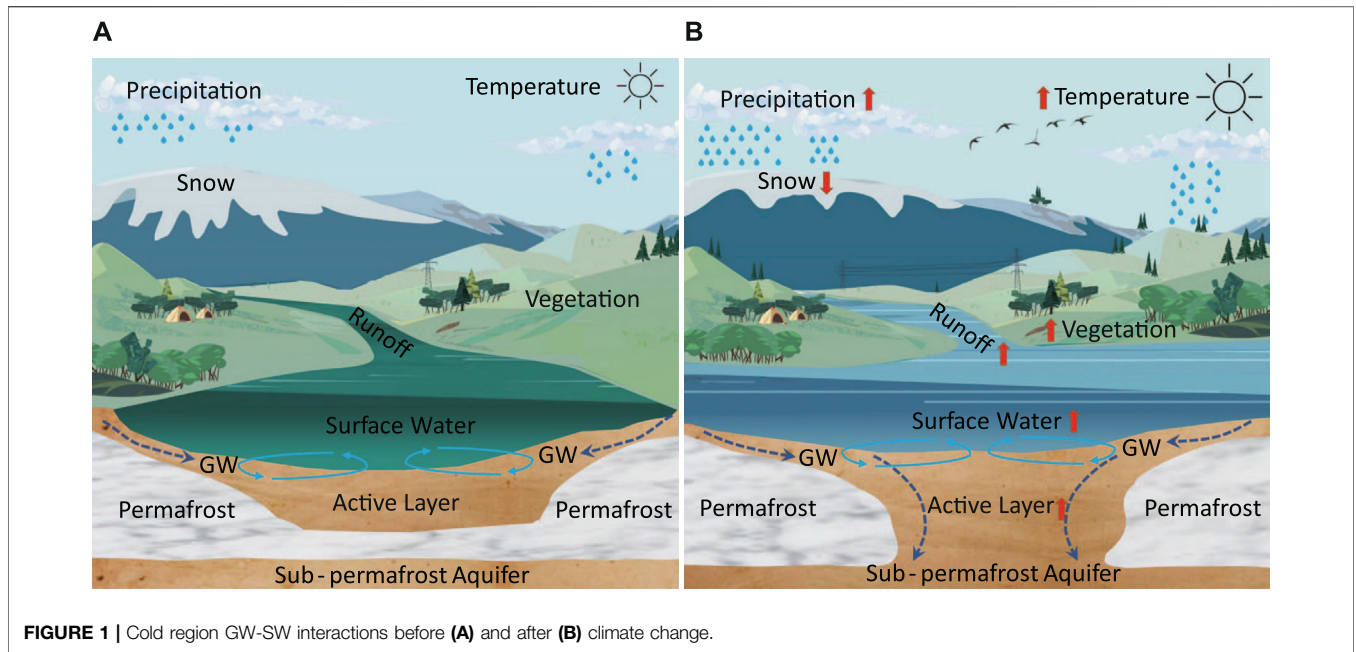 A
Precipitation
Temperature
Snow
Vegetation
Runoff
Surface Water
GW
GW
Active Layer
Permafrost
Permafrost
Sub-permafrost Aquifer
B
Precipitation
Temperature
Snow
Runoff
Vegetation
Surface Water
GW
GW
Active Layer
Permafrost
Permafrost
Sub-permafrost Aquifer
FIGURE 1 | Cold region GW-SW interactions before (A) and after (B) climate change.